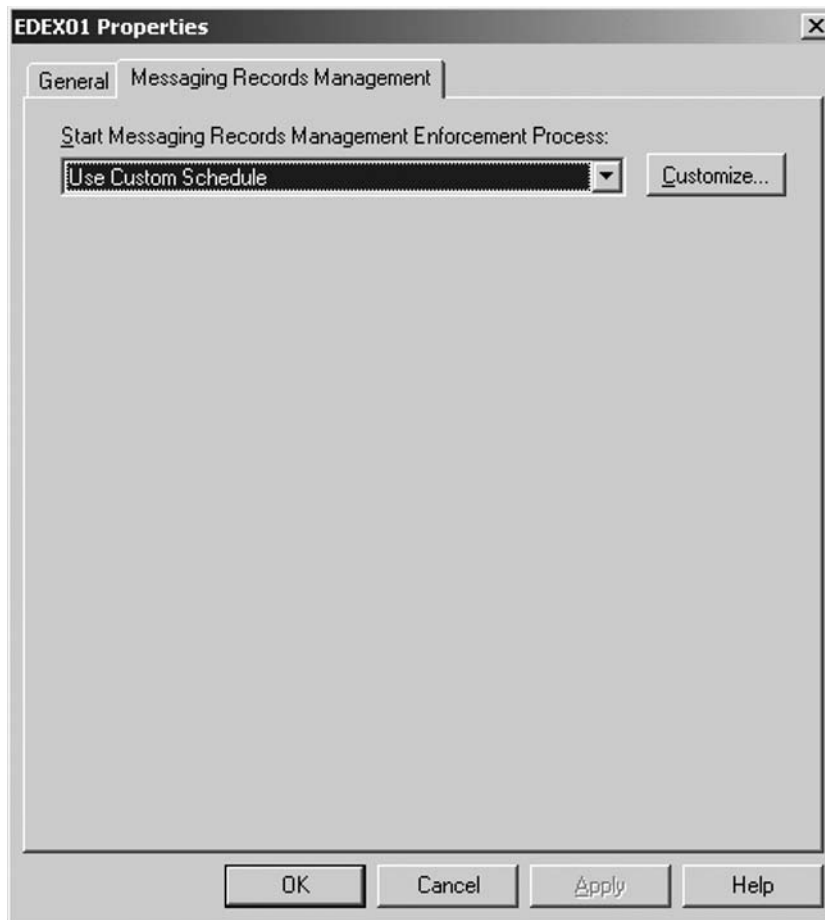 EDEX01 Properties
General
Messaging Records Management
Start Messaging Records Management Enforcement Process:
Use Custom Schedule
Customize...
OK
Cancel
Apply
Help